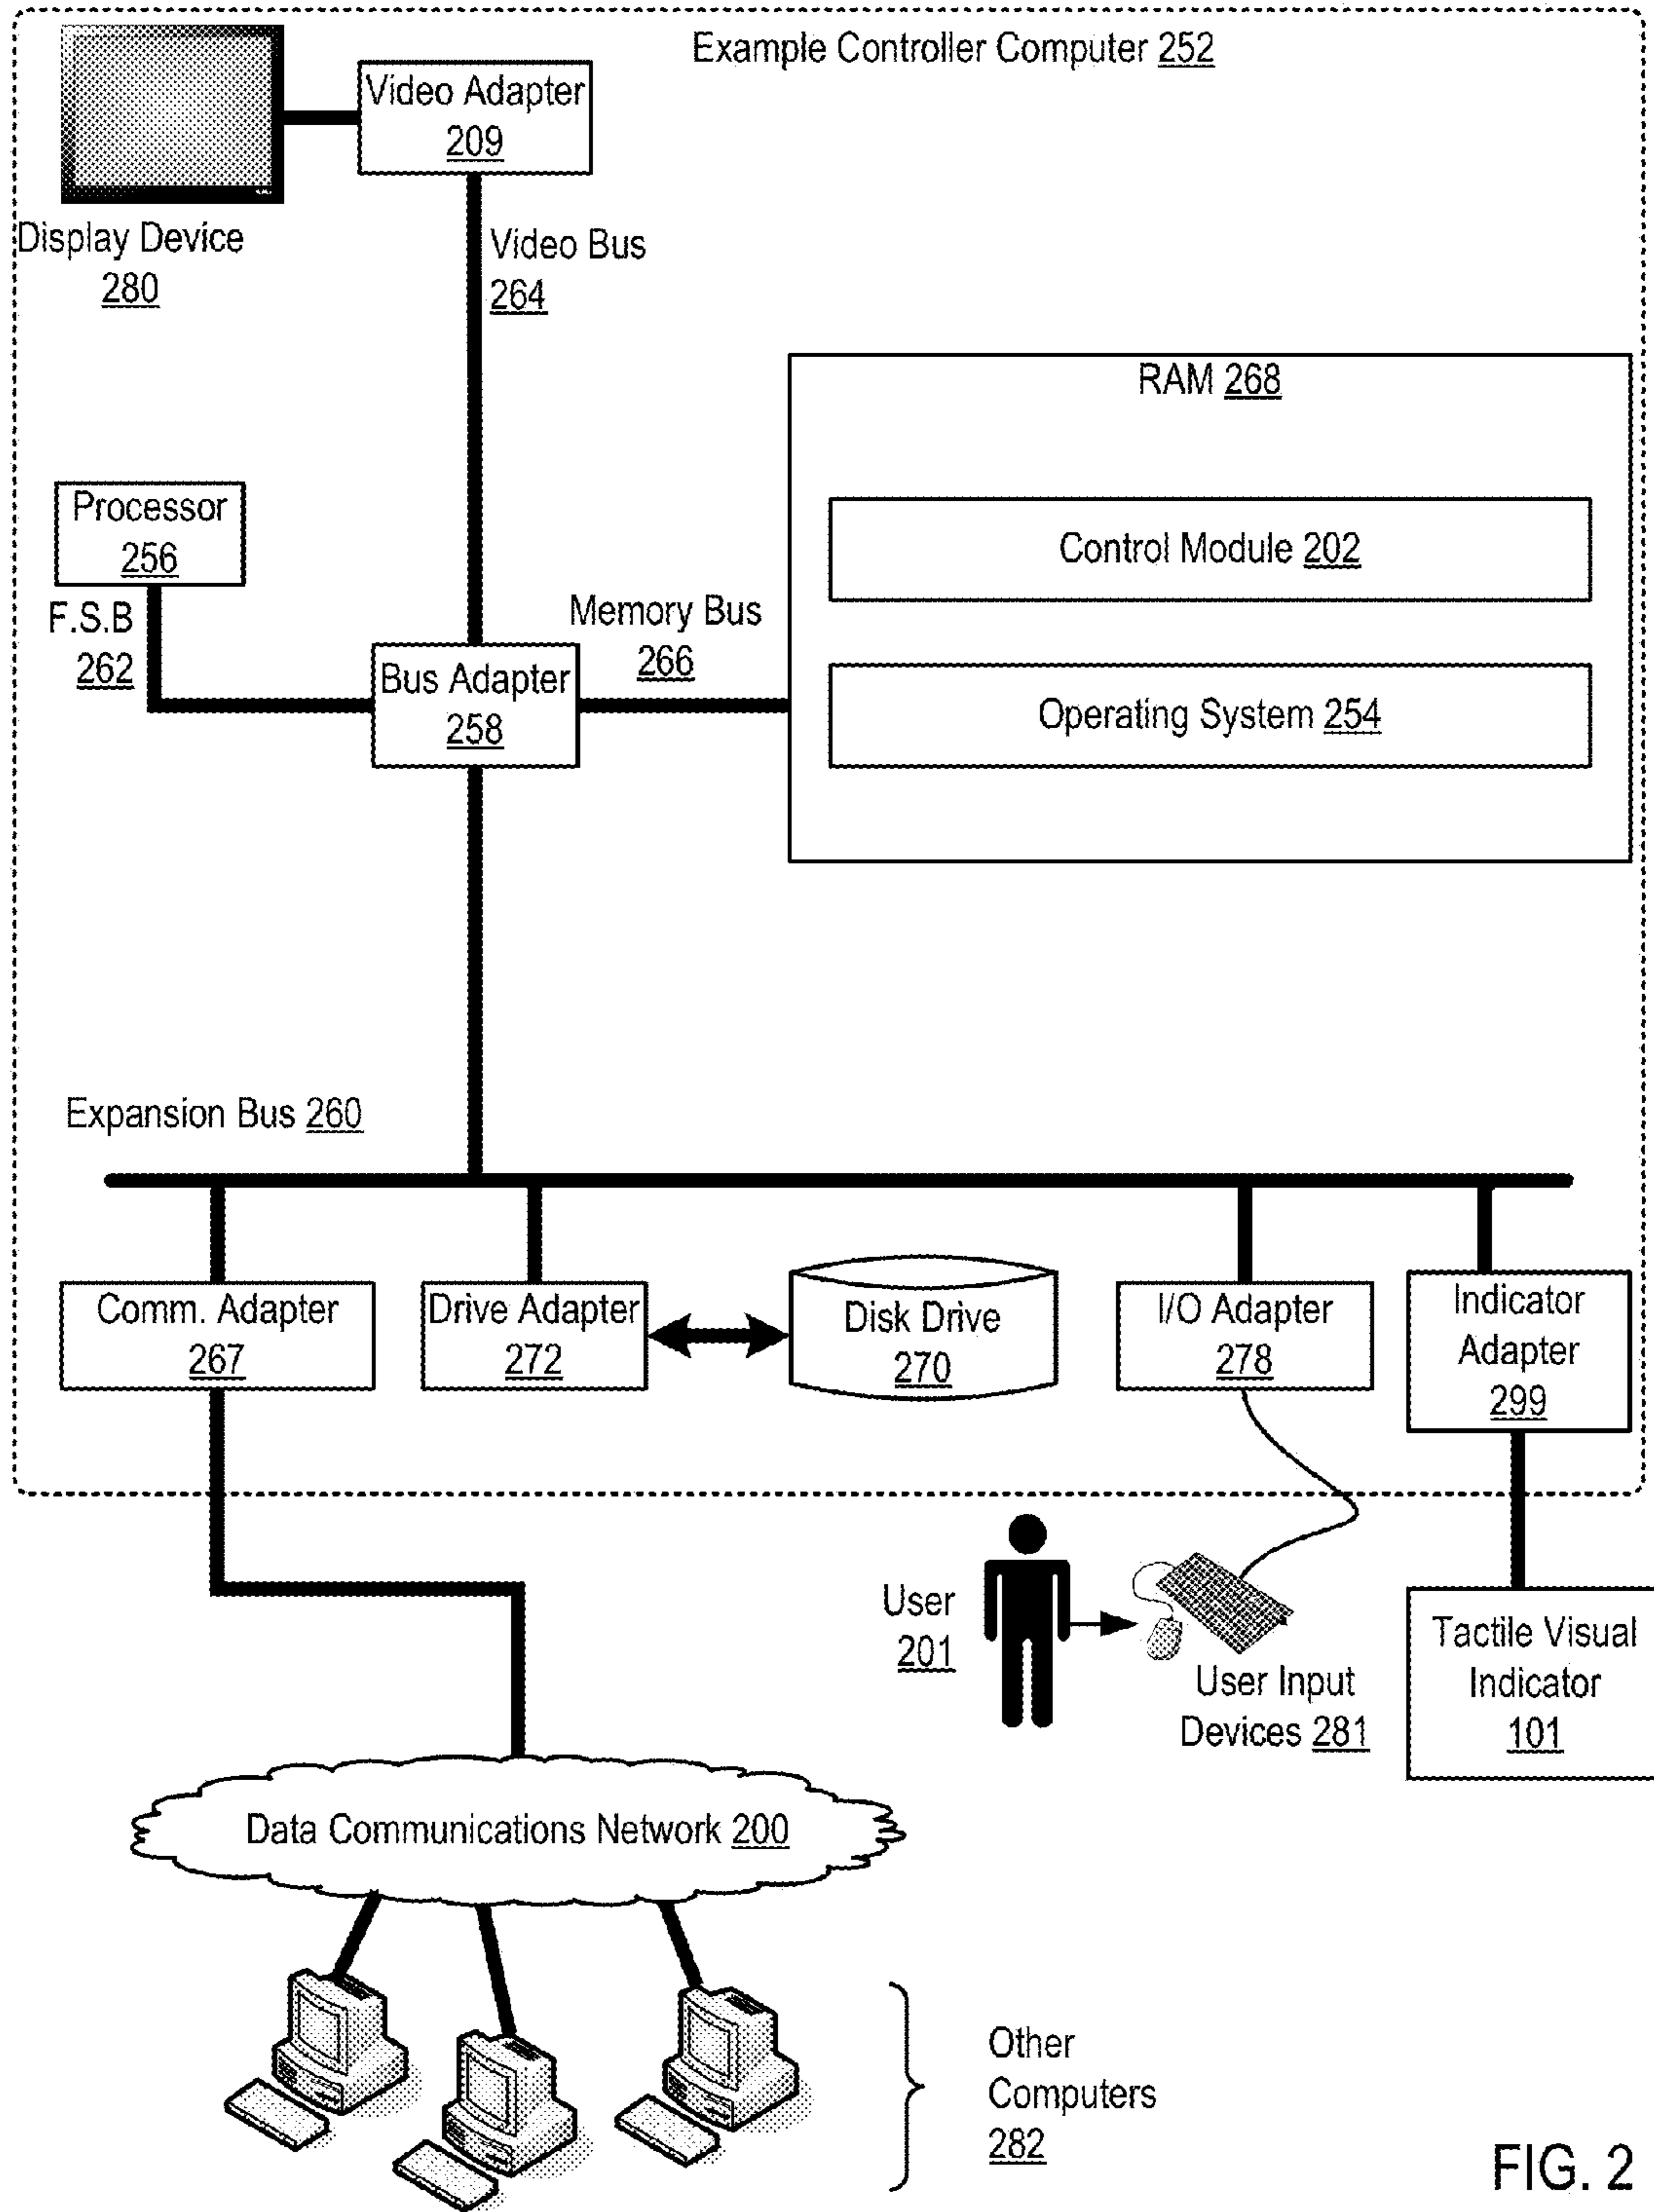 Example Controller Computer 252
Video Adapter
209
Display Device
280
Video Bus
264
RAM 268
Control Module 202
Operating System 254
Processor
256
F.S.B
262
Memory Bus
266
Bus Adapter
258
Expansion Bus 260
Comm. Adapter
267
Drive Adapter
272
Disk Drive
270
I/O Adapter
278
Indicator
Adapter
299
User
201
User Input
Devices 281
Tactile Visual
Indicator
101
Data Communications Network 200
Other
Computers
282
FIG. 2